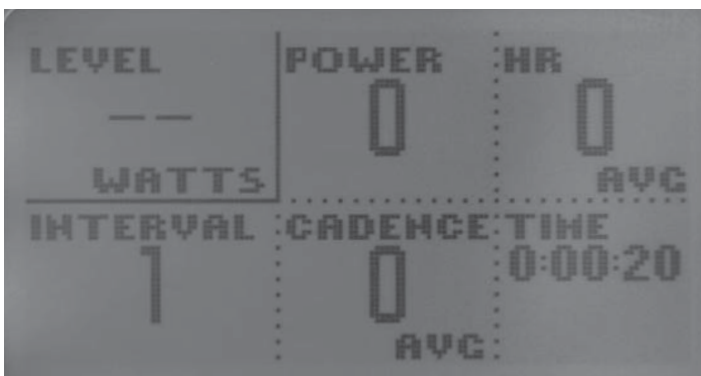 LEVEL
--
WATTS
POWER
0
HR
0
AVG
INTERVAL
1
CADENCE
0
AVG
TIME
0:00:20